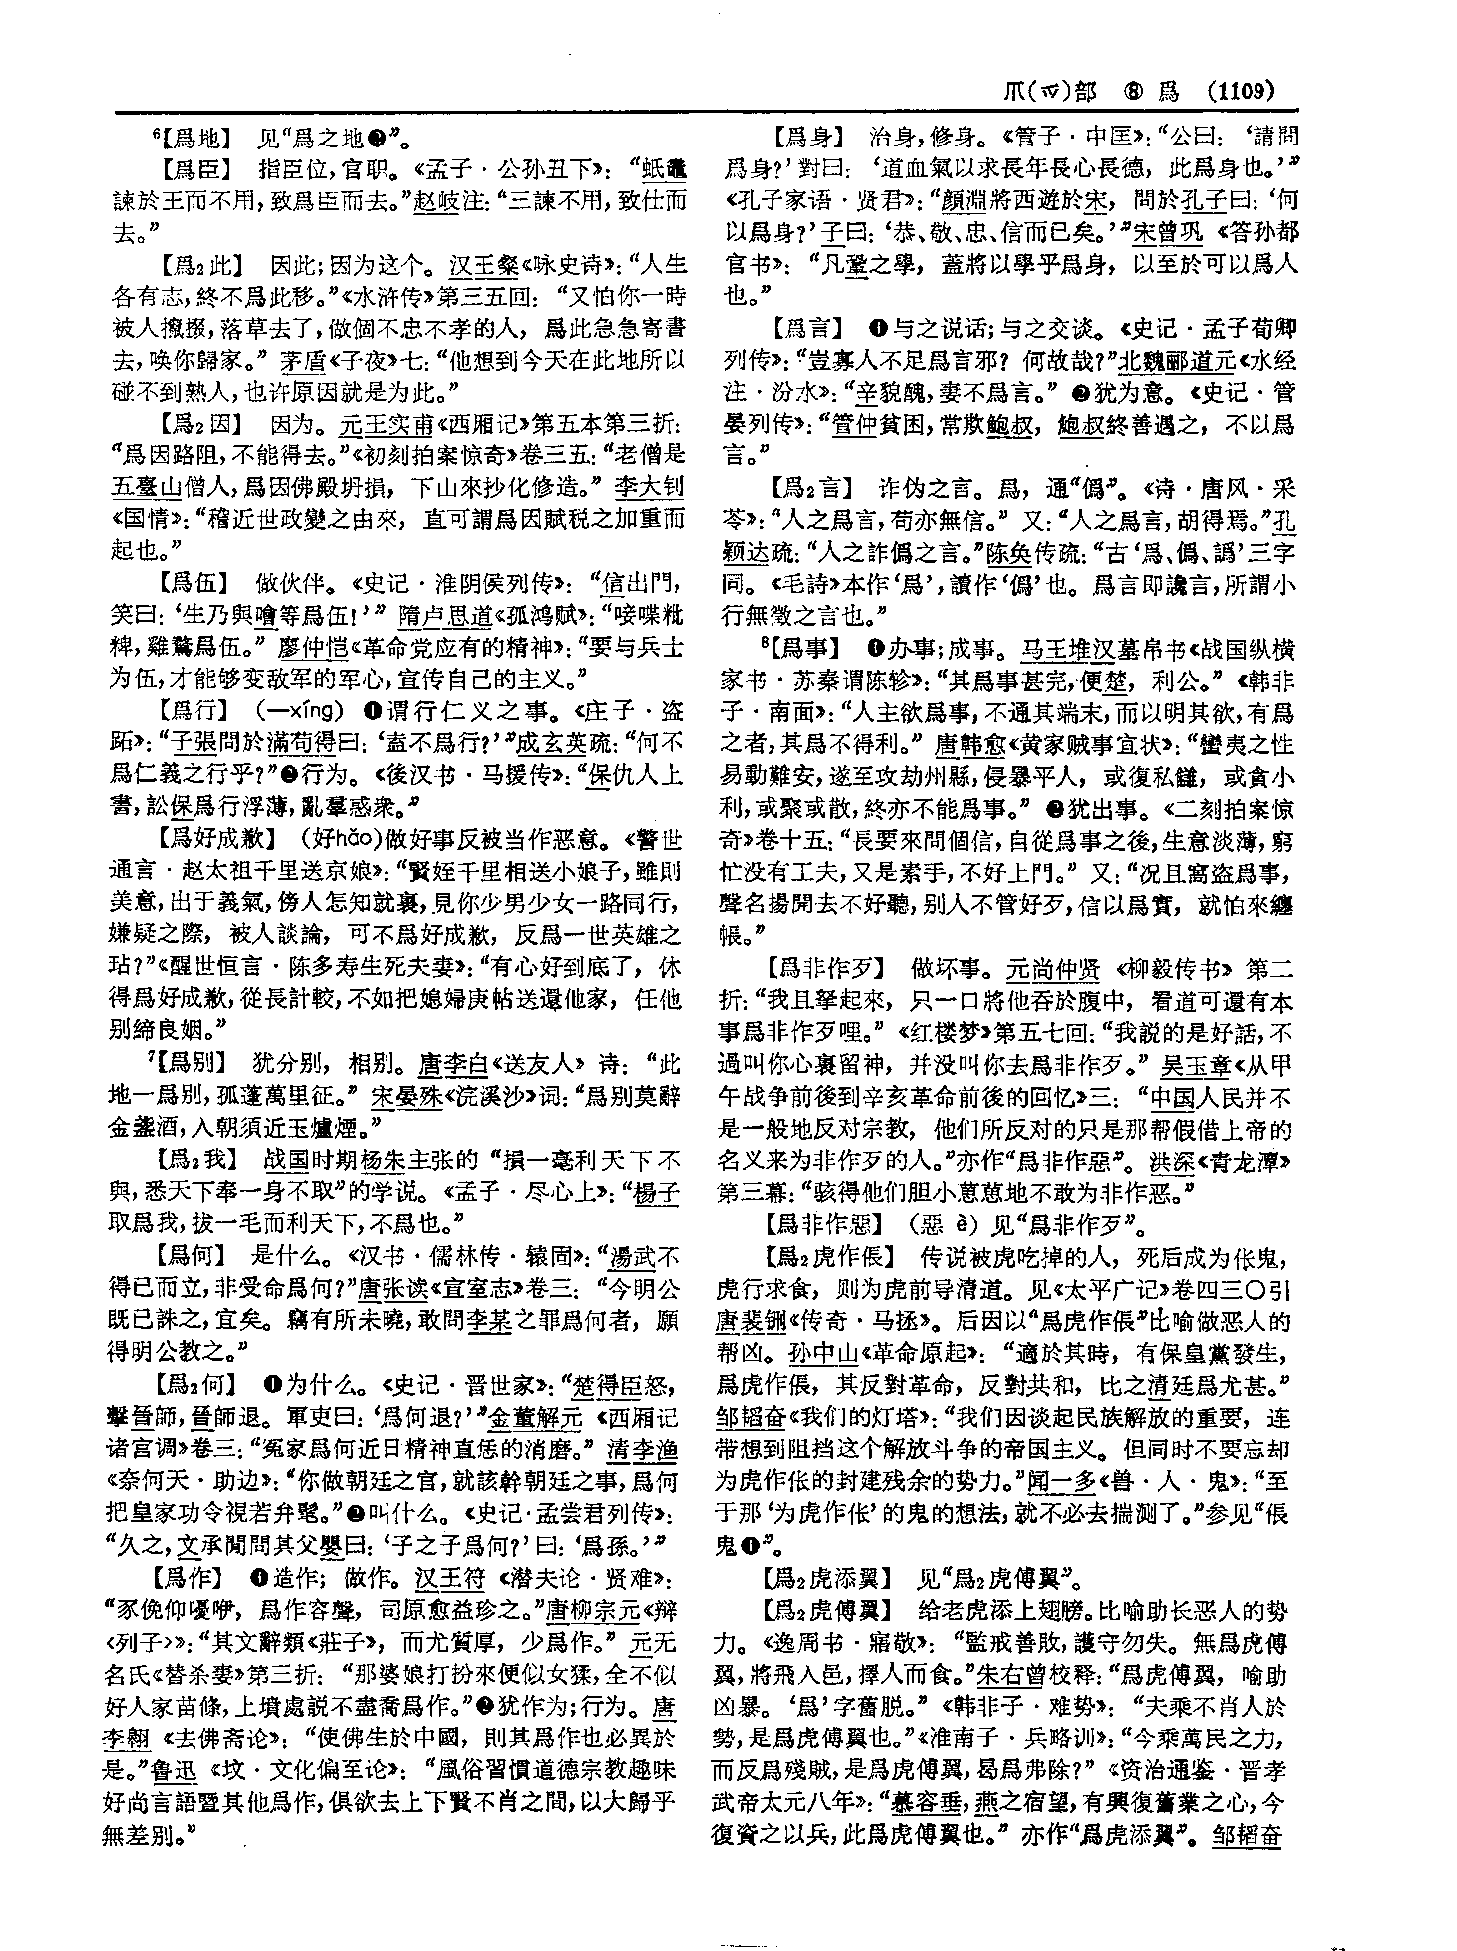 爪(爫)部　⑧　爲　(1109)
⁶【爲地】　见“爲之地❷”。
【爲臣】　指臣位，官职。《孟子·公孙丑下》：“蚳鼃
諫於王而不用，致爲臣而去。”赵岐注：“三諫不用，致仕而
去。”
【爲₂此】　因此；因为这个。汉王粲《咏史诗》：“人生
各有志，終不爲此移。”《水浒传》第三五回：“又怕你一時
被人攛掇，落草去了，做個不忠不孝的人，爲此急急寄書
去，唤你歸家。”茅盾《子夜》七：“他想到今天在此地所以
碰不到熟人，也许原因就是为此。”
【爲₂因】　因为。元王实甫《西厢记》第五本第三折：
“爲因路阻，不能得去。”《初刻拍案惊奇》卷三五：“老僧是
五臺山僧人，爲因佛殿坍損，下山來抄化修造。”李大钊
《国情》：“稽近世政變之由來，直可謂爲因賦税之加重而
起也。”
【爲伍】　做伙伴。《史记·淮阴侯列传》：“信出門，
笑曰：‘生乃與噲等爲伍！’”隋卢思道《孤鸿赋》：“唼喋粃
稗，雞鶩爲伍。”廖仲恺《革命党应有的精神》：“要与兵士
为伍，才能够变敌军的军心，宣传自己的主义。”
【爲行】　(—xíng)　❶谓行仁义之事。《庄子·盗
跖》：“子張問於滿苟得曰：‘盍不爲行？’”成玄英疏：“何不
爲仁義之行乎？”❷行为。《後汉书·马援传》：“保仇人上
書，訟保爲行浮薄，亂羣惑衆。”
【爲好成歉】　(好hǎo)做好事反被当作恶意。《警世
通言·赵太祖千里送京娘》：“賢姪千里相送小娘子，雖則
美意，出于義氣，傍人怎知就裏，見你少男少女一路同行，
嫌疑之際，被人談論，可不爲好成歉，反爲一世英雄之
玷？”《醒世恒言·陈多寿生死夫妻》：“有心好到底了，休
得爲好成歉，從長計較，不如把媳婦庚帖送還他家，任他
别締良姻。”
⁷【爲别】　犹分别，相别。唐李白《送友人》诗：“此
地一爲别，孤蓬萬里征。”宋晏殊《浣溪沙》词：“爲别莫辭
金盞酒，入朝須近玉爐煙。”
【爲₂我】　战国时期杨朱主张的“損一毫利天下不
與，悉天下奉一身不取”的学说。《孟子·尽心上》：“楊子
取爲我，拔一毛而利天下，不爲也。”
【爲何】　是什么。《汉书·儒林传·辕固》：“湯武不
得已而立，非受命爲何？”唐张读《宣室志》卷三：“今明公
既已誅之，宜矣。竊有所未曉，敢問李某之罪爲何者，願
得明公教之。”
【爲₂何】　❶为什么。《史记·晋世家》：“楚得臣怒，
擊晉師，晉師退。軍吏曰：‘爲何退？’”金董解元《西厢记
诸宫调》卷三：“冤家爲何近日精神直恁的消磨。”清李渔
《奈何天·助边》：“你做朝廷之官，就該幹朝廷之事，爲何
把皇家功令視若弁髦。”❷叫什么。《史记·孟尝君列传》：
“久之，文承閒問其父嬰曰：‘子之子爲何？’曰：‘爲孫。’”
【爲作】　❶造作；做作。汉王符《潜夫论·贤难》：
“豕俛仰嚘咿，爲作容聲，司原愈益珍之。”唐柳宗元《辩
〈列子〉》：“其文辭類《莊子》，而尤質厚，少爲作。”元无
名氏《替杀妻》第三折：“那婆娘打扮來便似女猱，全不似
好人家苗條，上墳處説不盡喬爲作。”❷犹作为；行为。唐
李翱《去佛斋论》：“使佛生於中國，則其爲作也必異於
是。”鲁迅《坟·文化偏至论》：“風俗習慣道德宗教趣味
好尚言語暨其他爲作，俱欲去上下賢不肖之閒，以大歸乎
無差别。”
【爲身】　治身，修身。《管子·中匡》：“公曰：‘請問
爲身？’對曰：‘道血氣以求長年長心長德，此爲身也。’”
《孔子家语·贤君》：“顔淵將西遊於宋，問於孔子曰：‘何
以爲身？’子曰：‘恭、敬、忠、信而已矣。’”宋曾巩《答孙都
官书》：“凡鞏之學，蓋將以學乎爲身，以至於可以爲人
也。”
【爲言】　❶与之说话；与之交谈。《史记·孟子荀卿
列传》：“豈寡人不足爲言邪？何故哉？”北魏郦道元《水经
注·汾水》：“辛貌醜，妻不爲言。”❷犹为意。《史记·管
晏列传》：“管仲貧困，常欺鮑叔，鮑叔終善遇之，不以爲
言。”
【爲₂言】　诈伪之言。爲，通“僞”。《诗·唐风·采
苓》：“人之爲言，苟亦無信。”又：“人之爲言，胡得焉。”孔
颖达疏：“人之詐僞之言。”陈奂传疏：“古‘爲、僞、譌’三字
同。《毛詩》本作‘爲’，讀作‘僞’也。爲言即讒言，所謂小
行無徵之言也。”
⁸【爲事】　❶办事；成事。马王堆汉墓帛书《战国纵横
家书·苏秦谓陈轸》：“其爲事甚完，便楚，利公。”《韩非
子·南面》：“人主欲爲事，不通其端末，而以明其欲，有爲
之者，其爲不得利。”唐韩愈《黄家贼事宜状》：“蠻夷之性
易動難安，遂至攻劫州縣，侵暴平人，或復私讎，或貪小
利，或聚或散，終亦不能爲事。”❷犹出事。《二刻拍案惊
奇》卷十五：“長要來問個信，自從爲事之後，生意淡薄，窮
忙没有工夫，又是素手，不好上門。”又：“况且窩盗爲事，
聲名揚開去不好聽，别人不管好歹，信以爲實，就怕來纏
帳。”
【爲非作歹】　做坏事。元尚仲贤《柳毅传书》第二
折：“我且拏起來，只一口將他吞於腹中，看道可還有本
事爲非作歹哩。”《红楼梦》第五七回：“我説的是好話，不
過叫你心裏留神，并没叫你去爲非作歹。”吴玉章《从甲
午战争前後到辛亥革命前後的回忆》三：“中国人民并不
是一般地反对宗教，他们所反对的只是那帮假借上帝的
名义来为非作歹的人。”亦作“爲非作惡”。洪深《青龙潭》
第三幕：“骇得他们胆小葸葸地不敢为非作恶。”
【爲非作惡】　(惡 è)　见“爲非作歹”。
【爲₂虎作倀】　传说被虎吃掉的人，死后成为伥鬼，
虎行求食，则为虎前导清道。见《太平广记》卷四三〇引
唐裴铏《传奇·马拯》。后因以“爲虎作倀”比喻做恶人的
帮凶。孙中山《革命原起》：“適於其時，有保皇黨發生，
爲虎作倀，其反對革命，反對共和，比之清廷爲尤甚。”
邹韬奋《我们的灯塔》：“我们因谈起民族解放的重要，连
带想到阻挡这个解放斗争的帝国主义。但同时不要忘却
为虎作伥的封建残余的势力。”闻一多《兽·人·鬼》：“至
于那‘为虎作伥’的鬼的想法，就不必去揣测了。”参见“倀
鬼❶”。
【爲₂虎添翼】　见“爲₂虎傅翼”。
【爲₂虎傅翼】　给老虎添上翅膀。比喻助长恶人的势
力。《逸周书·寤敬》：“監戒善敗，護守勿失。無爲虎傅
翼，將飛入邑，擇人而食。”朱右曾校释：“爲虎傅翼，喻助
凶暴。‘爲’字舊脱。”《韩非子·难势》：“夫乘不肖人於
勢，是爲虎傅翼也。”《淮南子·兵略训》：“今乘萬民之力，
而反爲殘賊，是爲虎傅翼，曷爲弗除？”《资治通鉴·晋孝
武帝太元八年》：“慕容垂，燕之宿望，有興復舊業之心，今
復資之以兵，此爲虎傅翼也。”亦作“爲虎添翼”。邹韬奋